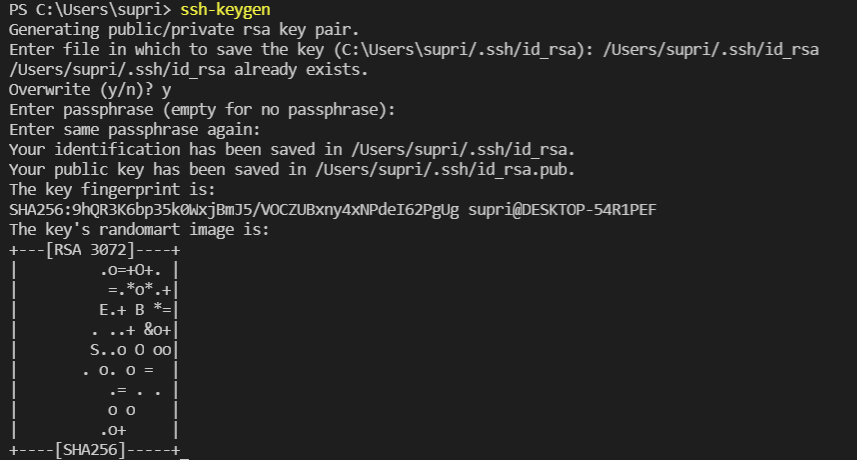 PS C:\Users\supri> ssh-keygen
Generating public/private rsa key pair.
Enter file in which to save the key (C:\Users\supri/.ssh/id_rsa): /Users/supri/.ssh/id_rsa
/Users/supri/.ssh/id_rsa already exists.
Overwrite (y/n)? y
Enter passphrase (empty for no passphrase):
Enter same passphrase again:
Your identification has been saved in /Users/supri/.ssh/id_rsa.
Your public key has been saved in /Users/supri/.ssh/id_rsa.pub.
The key fingerprint is:
SHA256:9hQR3K6bp35k0WxjBmJ5/VOCZUBxny4xNPdeI62PgUg supri@DESKTOP-54R1PEF
The key's randomart image is:
+---[RSA 3072]----+
|         .o=+O+. |
|          =.*o*.+|
|         E.+ B *=|
|        . ..+ &o+|
|        S..o O oo|
|       . o. o =  |
|          .= . . |
|          o o    |
|         .o+     |
+----[SHA256]-----+